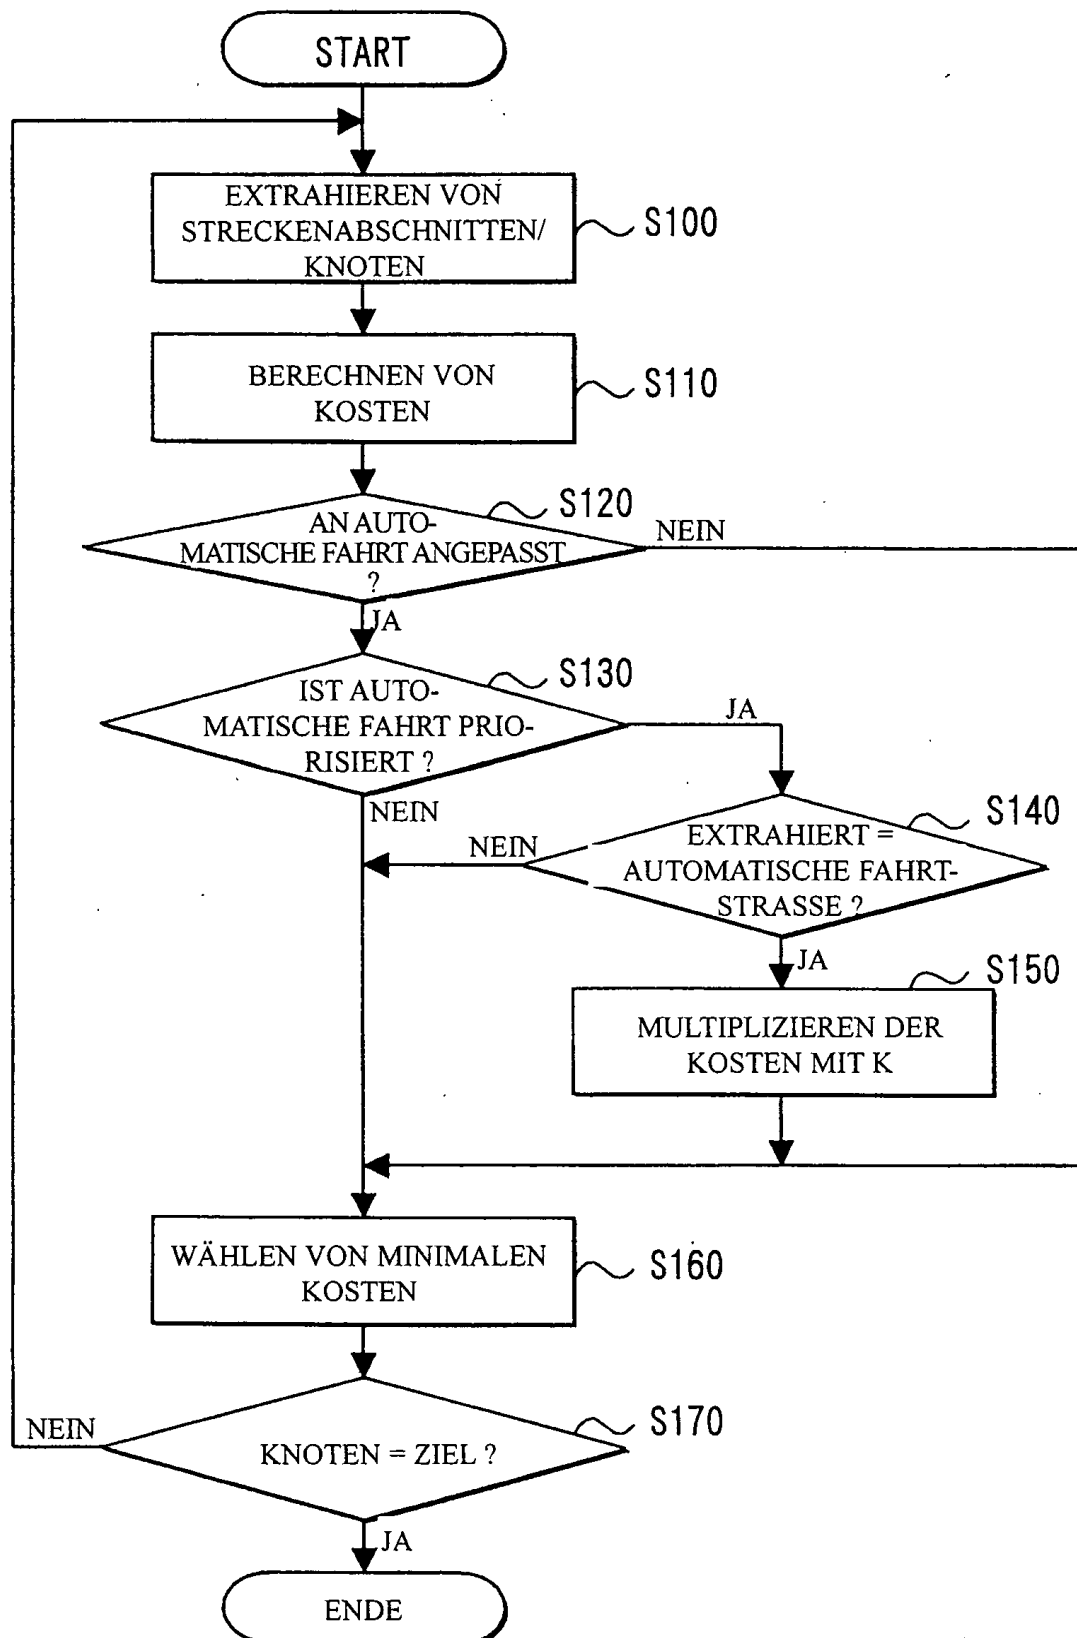 START
EXTRAHIEREN VON
STRECKENABSCHNITTEN/
KNOTEN
S100
BERECHNEN VON
KOSTEN
S110
S120
AN AUTO-
MATISCHE FAHRT ANGEPASST
?
NEIN
JA
S130
IST AUTO-
MATISCHE FAHRT PRIO-
RISIERT ?
JA
NEIN
S140
EXTRAHIERT =
AUTOMATISCHE FAHRT-
STRASSE ?
NEIN
JA
S150
MULTIPLIZIEREN DER
KOSTEN MIT K
WÄHLEN VON MINIMALEN
KOSTEN
S160
S170
KNOTEN = ZIEL ?
NEIN
JA
ENDE